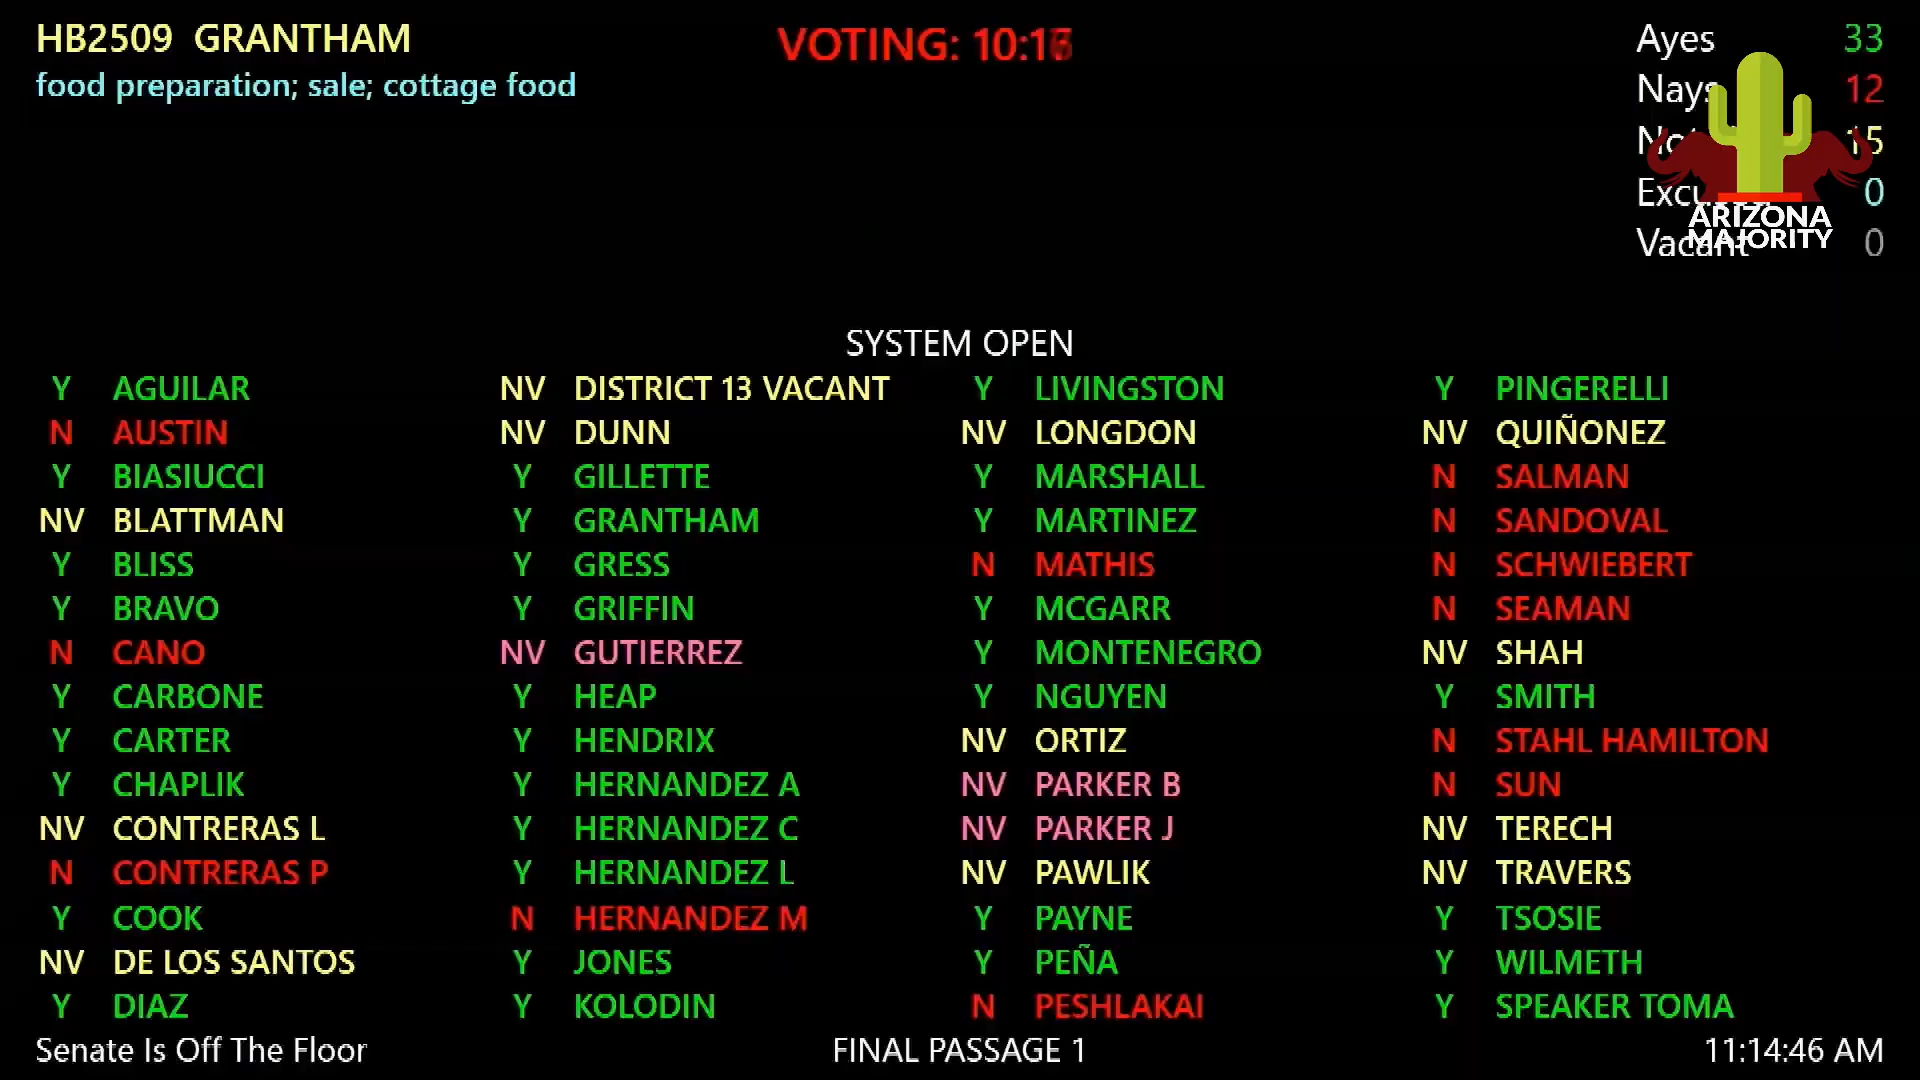 HB2509 GRANTHAM
food preparation; sale; cottage food
VOTING:
Ayes 33
Nays 12
15
0
Vacant 0
ARIZONA
MAJORITY
SYSTEM OPEN
Y AGUILAR NV DISTRICT 13 VACANT Y LIVINGSTON Y PINGERELLI
N AUSTIN NV DUNN NV LONGDON NV QUIÑONEZ
Y BIASIUCCI Y GILLETTE Y MARSHALL N SALMAN
NV BLATTMAN Y GRANTHAM Y MARTINEZ N SANDOVAL
Y BLISS Y GRESS N MATHIS N SCHWIEBERT
Y BRAVO Y GRIFFIN Y MCGARR N SEAMAN
N CANO NV GUTIERREZ Y MONTENEGRO NV SHAH
Y CARBONE Y HEAP Y NGUYEN Y SMITH
Y CARTER Y HENDRIX NV ORTIZ N STAHL HAMILTON
Y CHAPLIK Y HERNANDEZ A NV PARKER B N SUN
NV CONTRERAS L Y HERNANDEZ C NV PARKER J NV TERECH
N CONTRERAS P Y HERNANDEZ L NV PAWLIK NV TRAVERS
Y COOK N HERNANDEZ M Y PAYNE Y TSOSIE
NV DE LOS SANTOS Y JONES Y PEÑA Y WILMETH
Y DIAZ Y KOLODIN N PESHLAKAI Y SPEAKER TOMA
Senate Is Off The Floor FINAL PASSAGE 1 11:14:46 AM